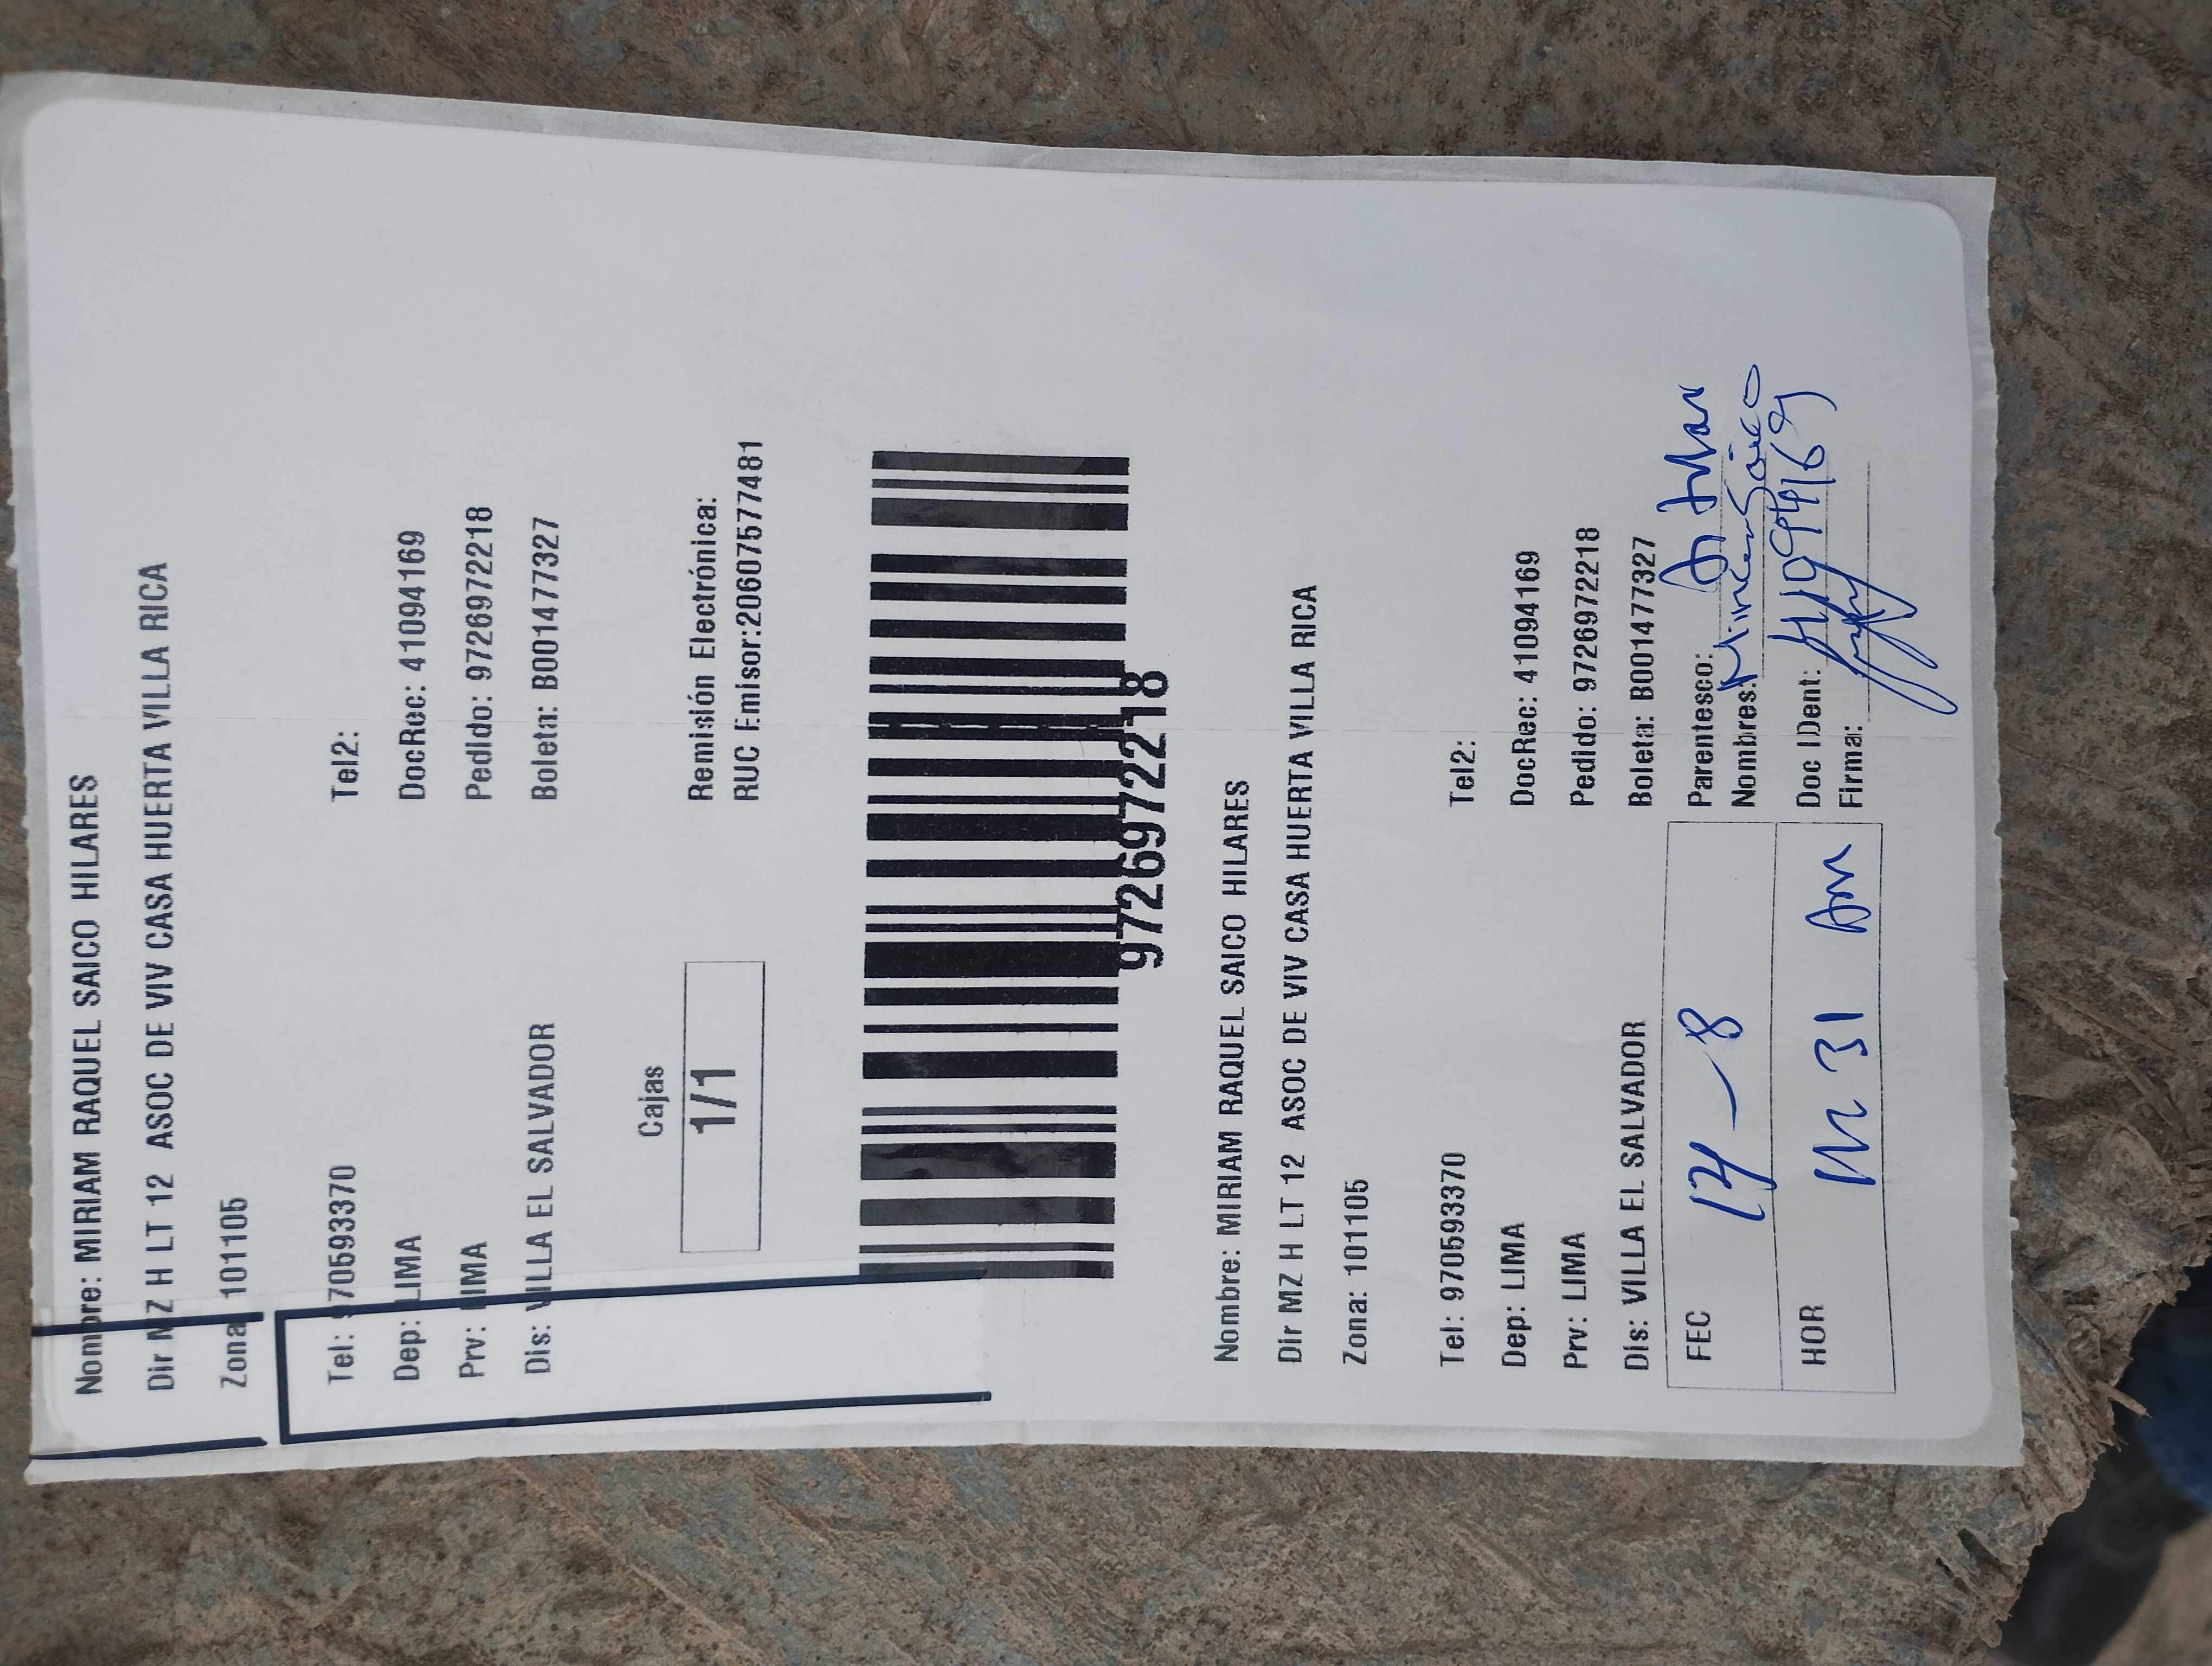 Nombre: MIRIAM RAQUEL SAICO HILARES
Dir MZ H LT 12 ASOC DE VIV CASA HUERTA VILLA RICA
Zona 101105
Tel: 970593370 Tel2:
Dep: LIMA DocRec: 41094169
Prv: LIMA Pedido: 9726972218
Dis: VILLA EL SALVADOR Boleta: B001477327
Cajas
1/1
Remisión Electrónica:
RUC Emisor:20607577481
9726972218
Nombre: MIRIAM RAQUEL SAICO HILARES
Dir MZ H LT 12 ASOC DE VIV CASA HUERTA VILLA RICA
Zona: 101105
Tel: 970593370 Tel2:
Dep: LIMA DocRec: 41094169
Prv: LIMA Pedido: 9726972218
Dis: VILLA EL SALVADOR Boleta: B001477327
FEC
HOR 31 Am
Parentesco:
Nombres: Miriam Saico
Doc IDent:
Firma: